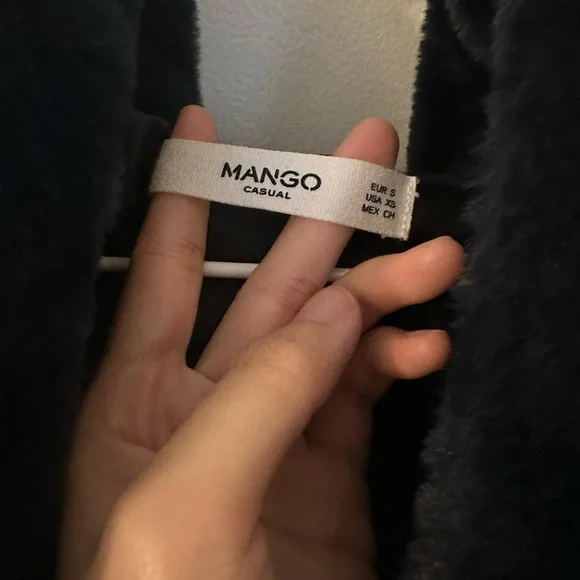 MANGO
CASUAL
EUR S
USA XS
MEX CH